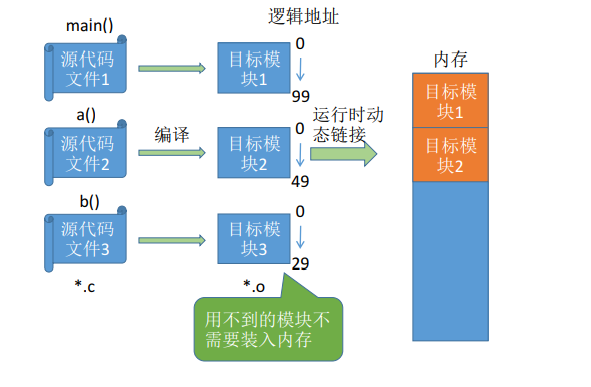 逻辑地址
main()
源代码
文件1
目标模
块1
0
99
内存
目标模
块1
a()
源代码
文件2
编译
目标模
块2
0
49
运行时动
态链接
目标模
块2
b()
源代码
文件3
目标模
块3
0
29
*.c
*.o
用不到的模块不
需要装入内存